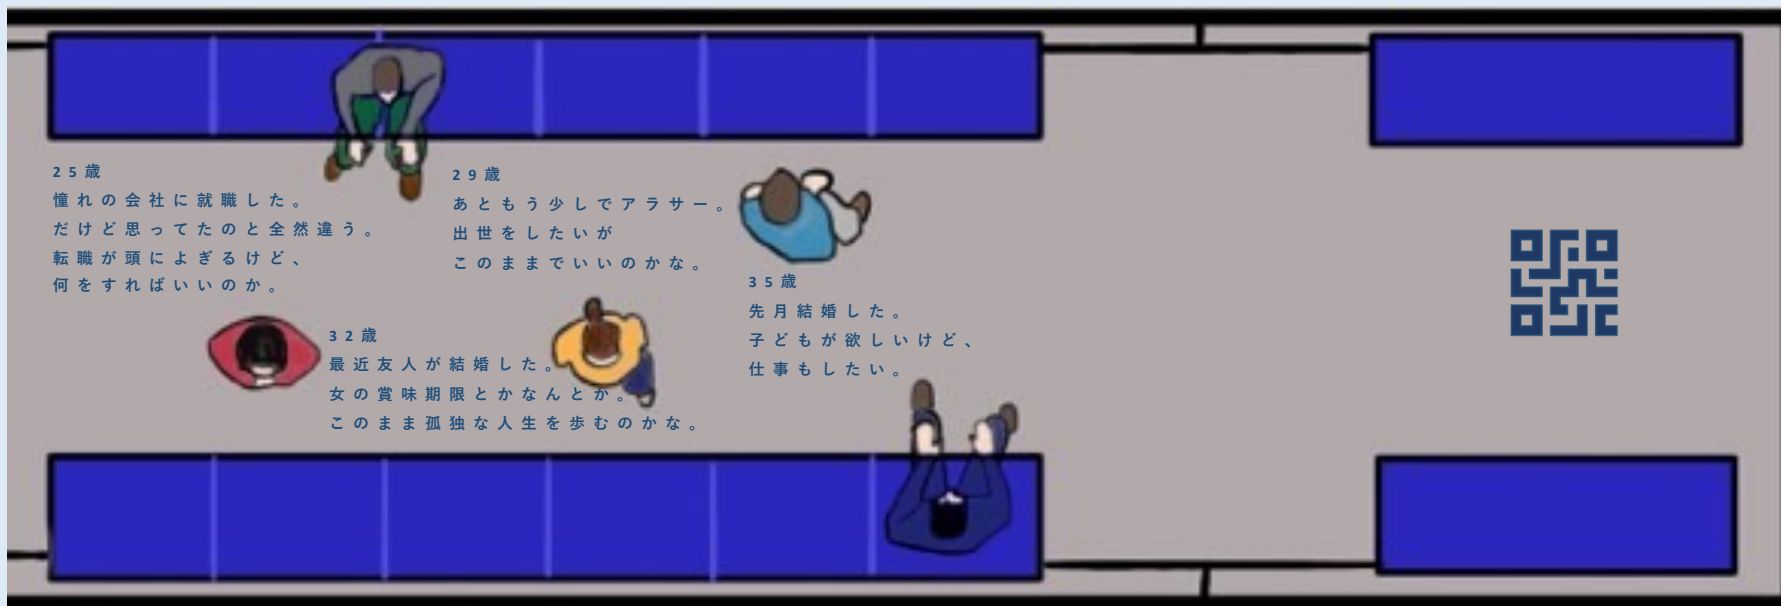 25歳
憧れの会社に就職した。
だけど思ってたのと全然違う。
転職が頭によぎるけど、
何をすればいいのか。
29歳
あともう少しでアラサー。
出世をしたいが
このままでいいのかな。
32歳
最近友人が結婚した。
女の賞味期限とかなんとか。
このまま孤独な人生を歩むのかな。
35歳
先月結婚した。
子どもが欲しいけど、
仕事もしたい。